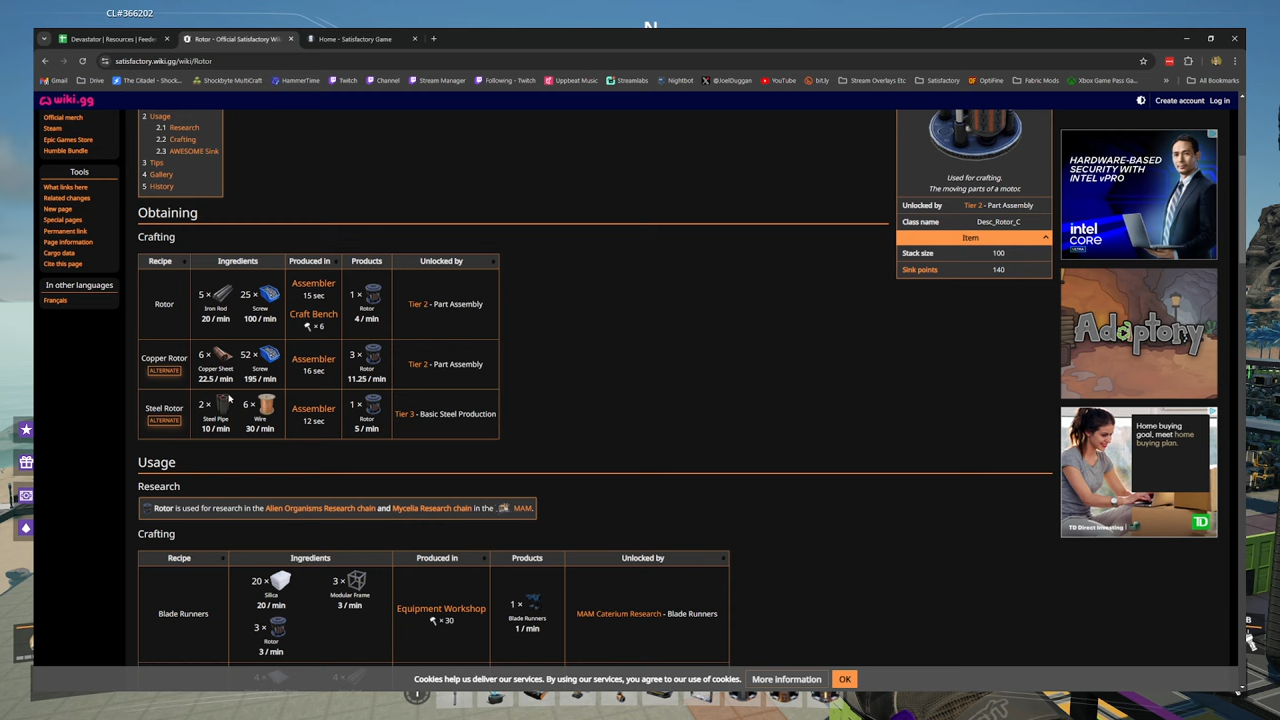 CL#366202
N
Devastator | Resources | Feede
Rotor - Official Satisfactory Wi
Home - Satisfactory Game
satisfactory.wiki.gg/wiki/Rotor
Gmail
Drive
The Citadel - Shock...
Shockbyte MultiCraft
HammerTime
Twitch
Channel
Stream Manager
Following - Twitch
Uppbeat Music
Streamlabs
Nightbot
@JoelDuggan
YouTube
bit.ly
Stream Overlays Etc
Satisfactory
OptiFine
Fabric Mods
Xbox Game Pass Ga...
All Bookmarks
wiki.gg
Create account
Log in
Official merch
Steam
Epic Games Store
Humble Bundle
Tools
What links here
Related changes
New page
Special pages
Permanent link
Page information
Cargo data
Cite this page
In other languages
Français
2 Usage
2.1 Research
2.2 Crafting
2.3 AWESOME Sink
3 Tips
4 Gallery
5 History
Obtaining
Crafting
Recipe
Ingredients
Produced in
Products
Unlocked by
Rotor
5 ×
Iron Rod
20 / min
25 ×
Screw
100 / min
Assembler
15 sec
Craft Bench
× 6
1 ×
Rotor
4 / min
Tier 2 - Part Assembly
Copper Rotor
ALTERNATE
6 ×
Copper Sheet
22.5 / min
52 ×
Screw
195 / min
Assembler
16 sec
3 ×
Rotor
11.25 / min
Tier 2 - Part Assembly
Steel Rotor
ALTERNATE
2 ×
Steel Pipe
10 / min
6 ×
Wire
30 / min
Assembler
12 sec
1 ×
Rotor
5 / min
Tier 3 - Basic Steel Production
Usage
Research
Rotor is used for research in the Alien Organisms Research chain and Mycelia Research chain in the MAM.
Crafting
Recipe
Ingredients
Produced in
Products
Unlocked by
Blade Runners
20 ×
Silica
20 / min
3 ×
Modular Frame
3 / min
3 ×
Rotor
3 / min
Equipment Workshop
× 30
1 ×
Blade Runners
1 / min
MAM Caterium Research - Blade Runners
4 ×
4 ×
Used for crafting.
The moving parts of a motor.
Unlocked by
Tier 2 - Part Assembly
Class name
Desc_Rotor_C
Item
Stack size
100
Sink points
140
HARDWARE-BASED
SECURITY WITH
INTEL vPRO
intel
CORE
ULTRA
Adaptory
Home buying
goal, meet home
buying plan.
TD Direct Investing
TD
Cookies help us deliver our services. By using our services, you agree to our use of cookies.
More information
OK